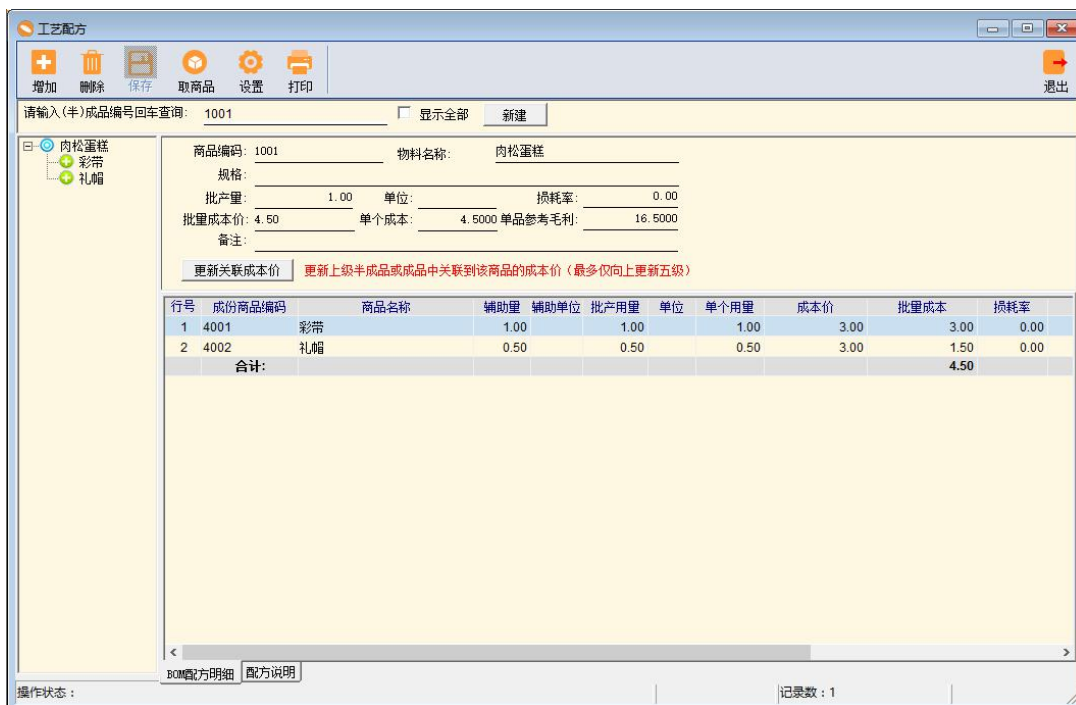 工艺配方
增加 删除 保存 取商品 设置 打印 退出
请输入(半)成品编号回车查询: 1001 显示全部 新建
肉松蛋糕
彩带
礼帽
商品编码: 1001 物料名称: 肉松蛋糕
规格:
批产量: 1.00 单位: 损耗率: 0.00
批量成本价: 4.50 单个成本: 4.5000 单品参考毛利: 16.5000
备注:
更新关联成本价 更新上级半成品或成品中关联到该商品的成本价(最多仅向上更新五级)
行号 成份商品编码 商品名称 辅助量 辅助单位 批产用量 单位 单个用量 成本价 批量成本 损耗率
1 4001 彩带 1.00 1.00 1.00 3.00 3.00 0.00
2 4002 礼帽 0.50 0.50 0.50 3.00 1.50 0.00
合计: 4.50
BOM配方明细 配方说明
操作状态: 记录数:1